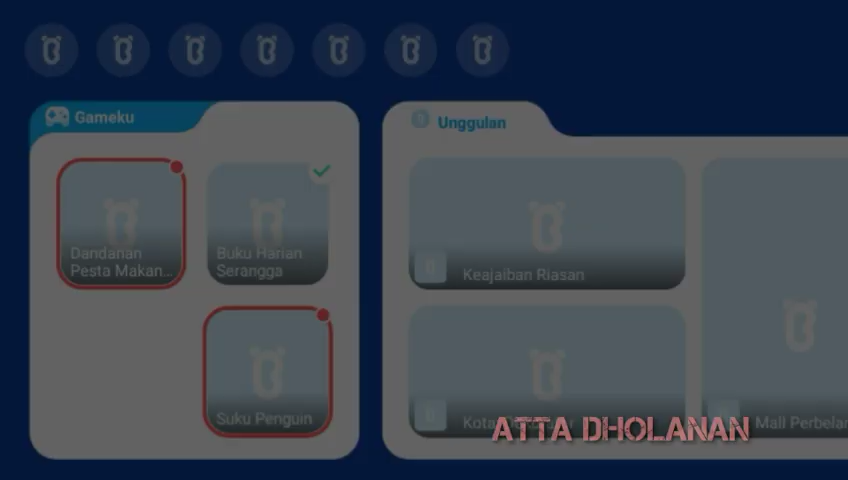 Gameku
Dandanan
Pesta Makan...
Buku Harian
Serangga
Suku Penguin
Unggulan
Keajaiban Riasan
Kota
ATTA DHOLANAN
Mall Perbelan